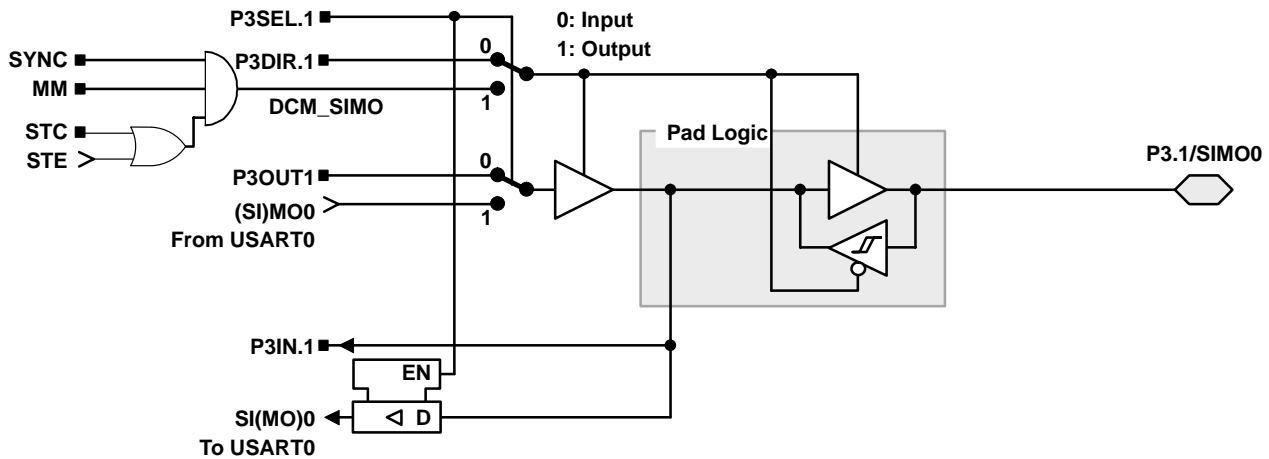 P3SEL.1
0: Input
1: Output
SYNC
P3DIR.1
0
MM
1
DCM_SIMO
STC
STE
Pad Logic
P3.1/SIMO0
0
P3OUT1
(SI)MO0
1
From USART0
P3IN.1
EN
SI(MO)0
D
To USART0